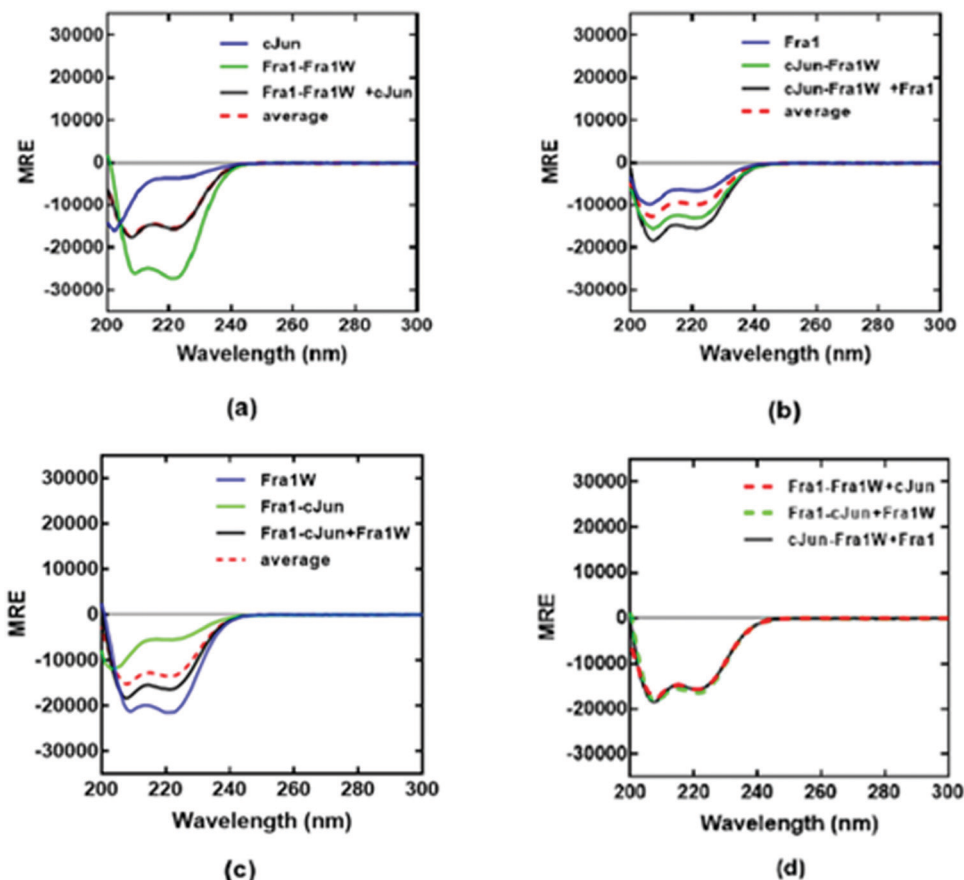 cJun
Fra1-Fra1W
Fra1-Fra1W +cJun
average
30000
20000
10000
0
-10000
-20000
-30000
MRE
200 220 240 260 280 300
Wavelength (nm)
(a)
Fra1
cJun-Fra1W
cJun-Fra1W +Fra1
average
30000
20000
10000
0
-10000
-20000
-30000
MRE
200 220 240 260 280 300
Wavelength (nm)
(b)
Fra1W
Fra1-cJun
Fra1-cJun+Fra1W
average
30000
20000
10000
0
-10000
-20000
-30000
MRE
200 220 240 260 280 300
Wavelength (nm)
(c)
Fra1-Fra1W+cJun
Fra1-cJun+Fra1W
cJun-Fra1W+Fra1
30000
20000
10000
0
-10000
-20000
-30000
MRE
200 220 240 260 280 300
Wavelength (nm)
(d)